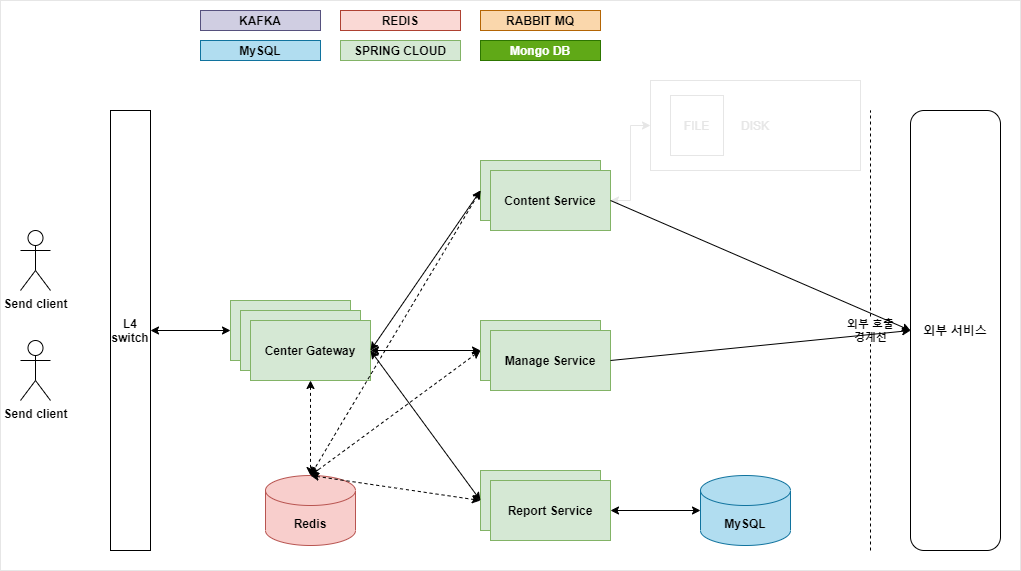 KAFKA
REDIS
RABBIT MQ
MySQL
SPRING CLOUD
Mongo DB
FILE
DISK
Content Service
Send client
L4
switch
Center Gateway
Manage Service
외부 호출
경계선
외부 서비스
Send client
Redis
Report Service
MySQL